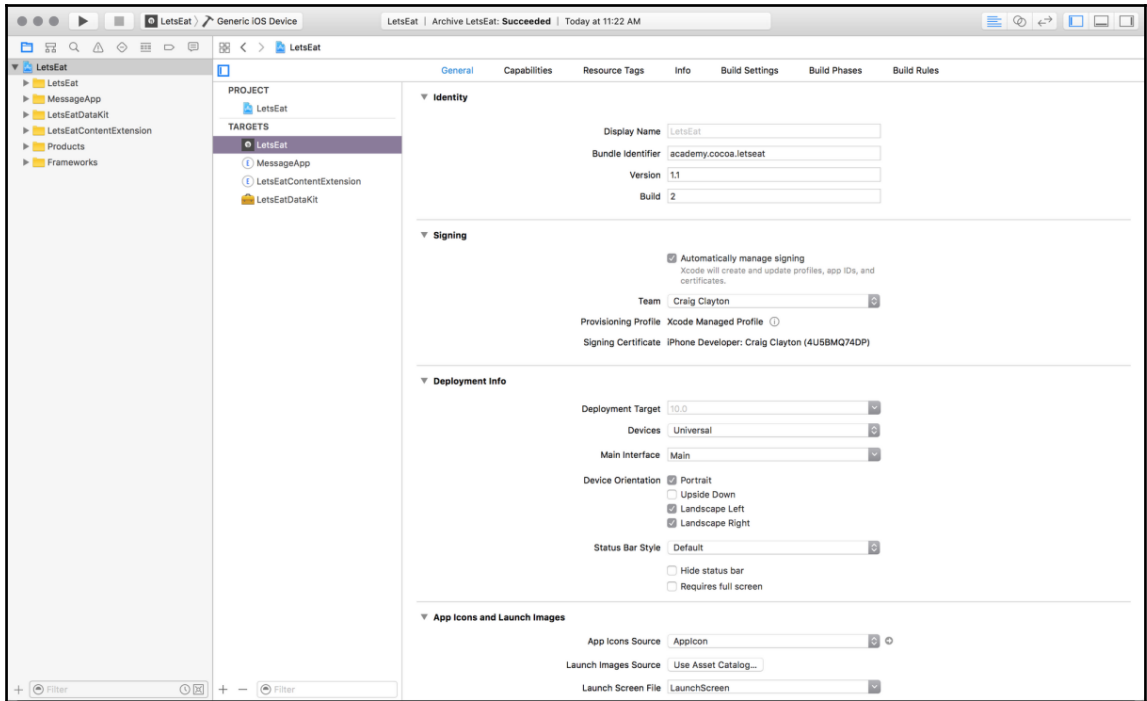 LetsEat
Generic iOS Device
LetsEat | Archive LetsEat: Succeeded | Today at 11:22 AM
LetsEat
LetsEat
LetsEat
MessageApp
LetsEatDataKit
LetsEatContentExtension
Products
Frameworks
Filter
PROJECT
LetsEat
TARGETS
LetsEat
MessageApp
LetsEatContentExtension
LetsEatDataKit
Filter
General Capabilities Resource Tags Info Build Settings Build Phases Build Rules
Identity
Display Name LetsEat
Bundle Identifier academy.cocoa.letseat
Version 1.1
Build 2
Signing
Automatically manage signing
Xcode will create and update profiles, app IDs, and
certificates.
Team Craig Clayton
Provisioning Profile Xcode Managed Profile
Signing Certificate iPhone Developer: Craig Clayton (4U5BMQ74DP)
Deployment Info
Deployment Target 10.0
Devices Universal
Main Interface Main
Device Orientation Portrait
Upside Down
Landscape Left
Landscape Right
Status Bar Style Default
Hide status bar
Requires full screen
App Icons and Launch Images
App Icons Source AppIcon
Launch Images Source Use Asset Catalog...
Launch Screen File LaunchScreen